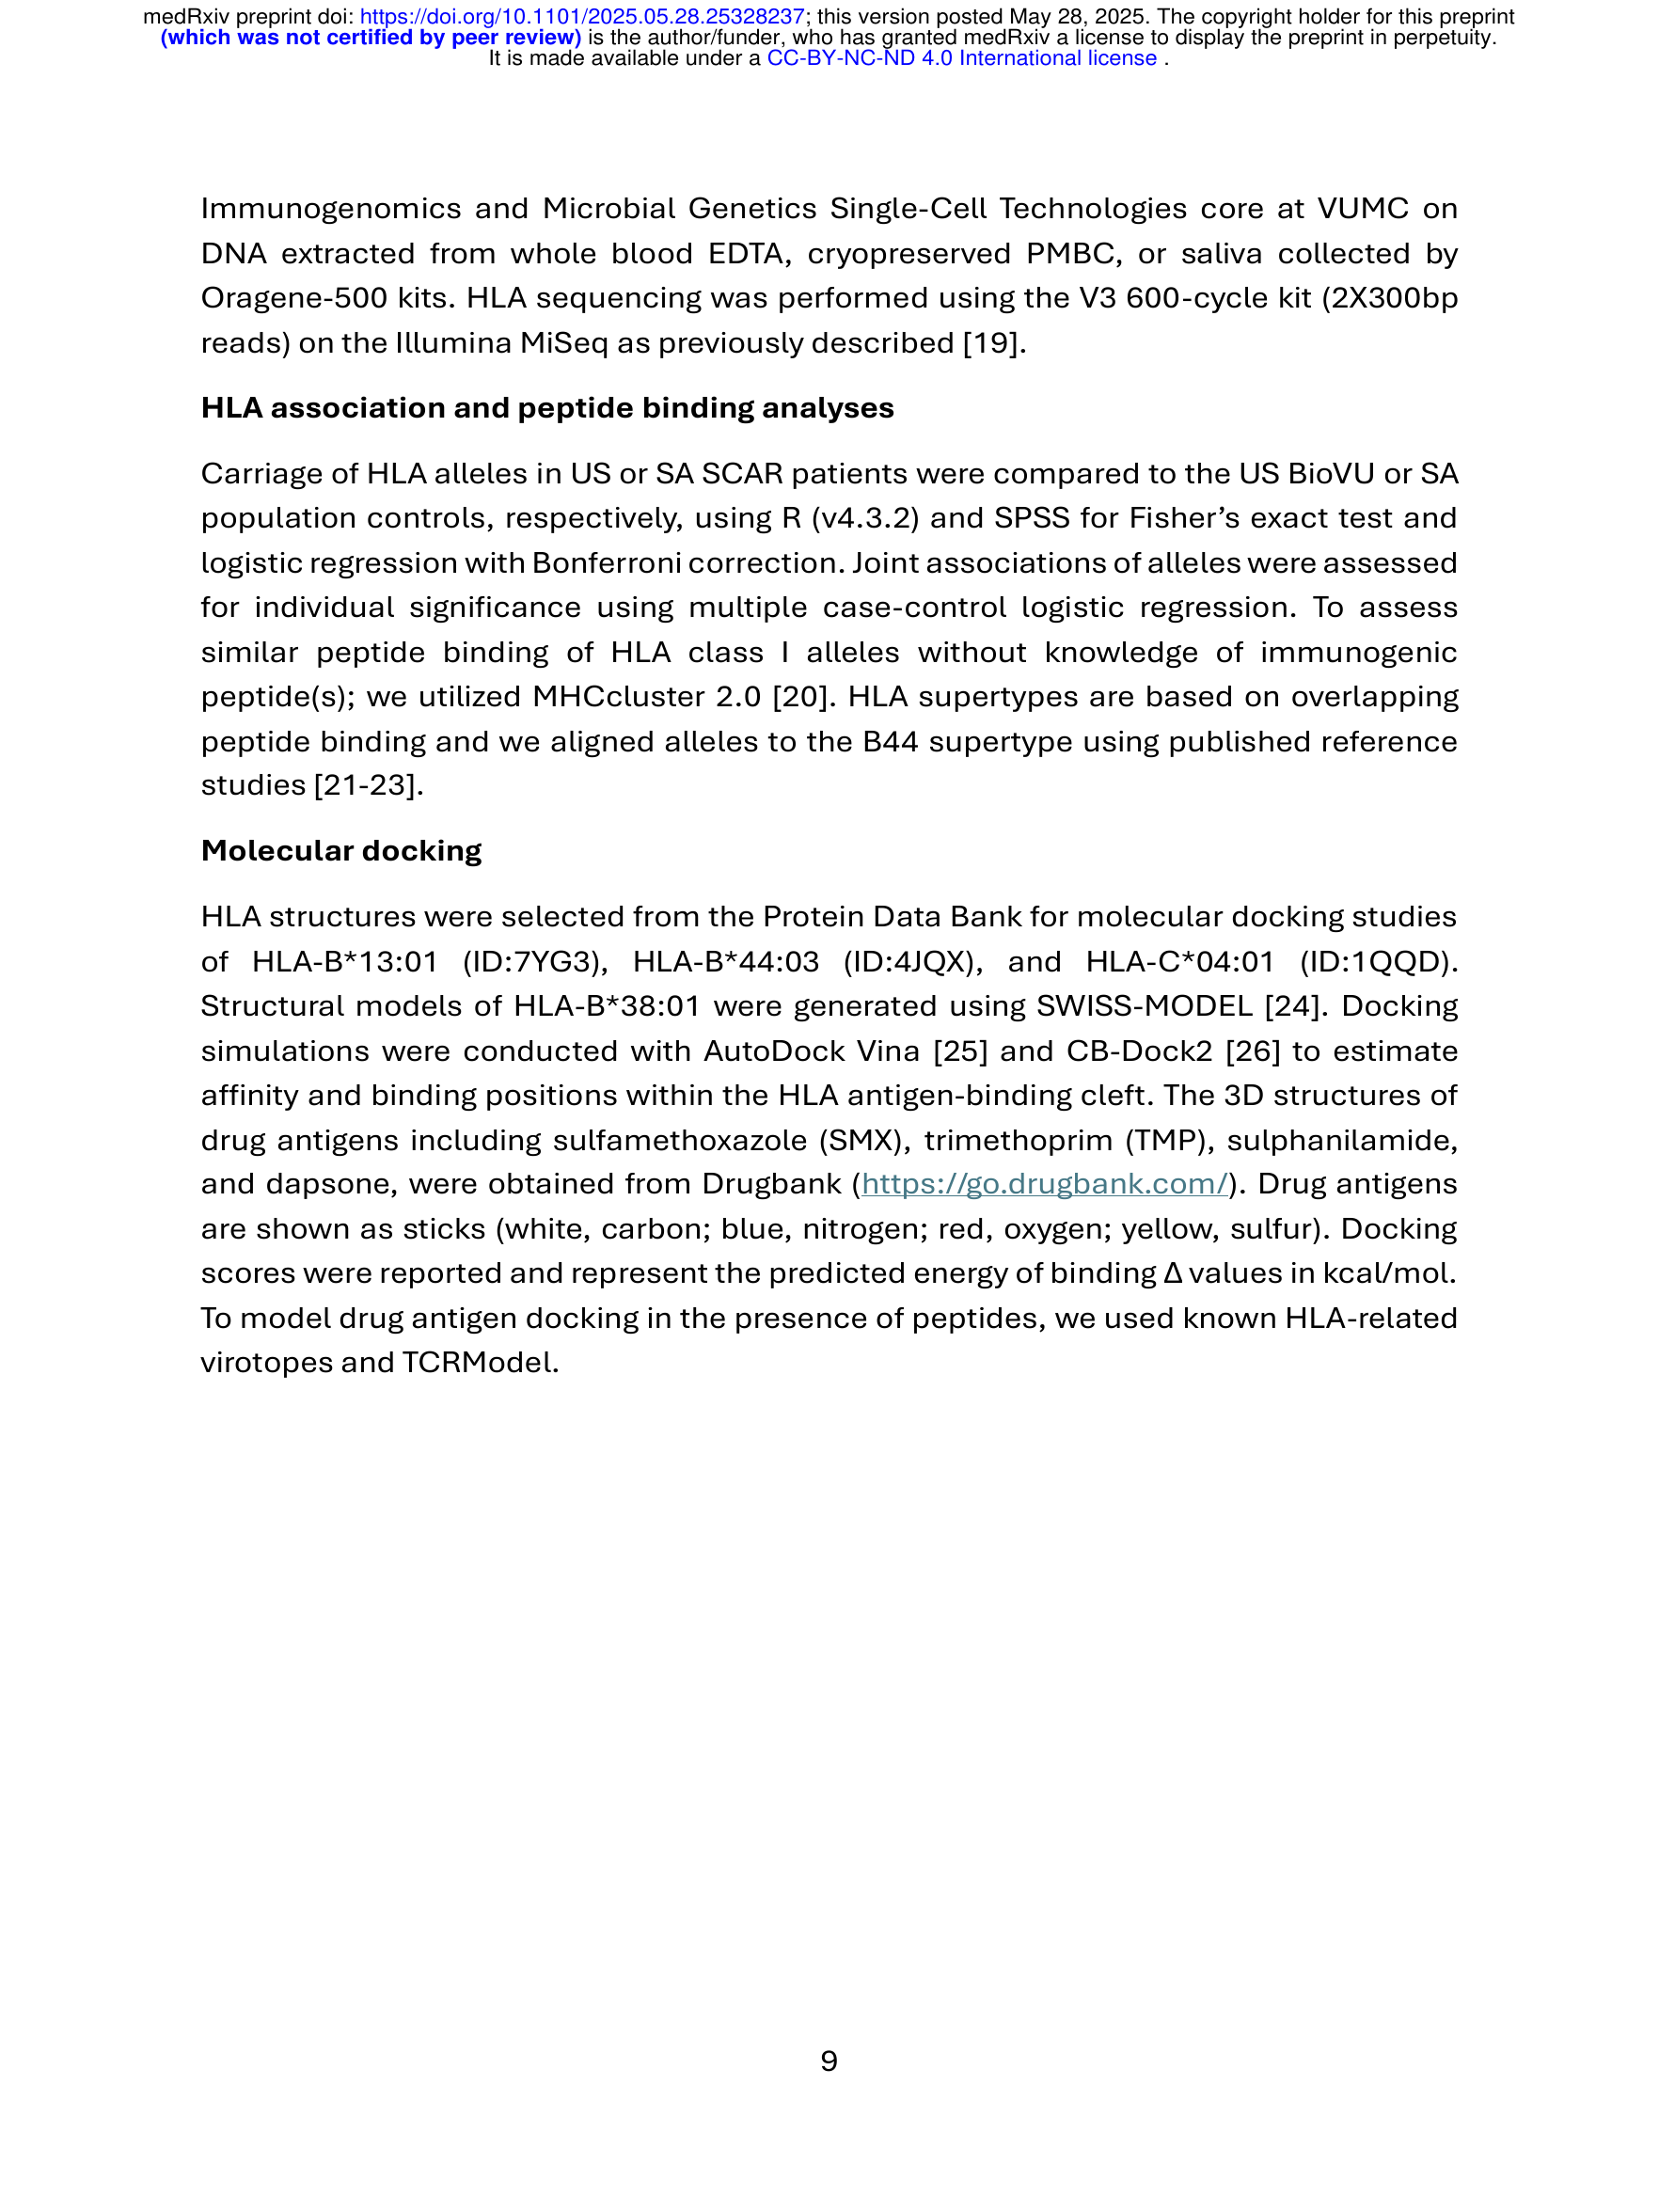 medRxiv preprint doi: https://doi.org/10.1101/2025.05.28.25328237; this version posted May 28, 2025. The copyright holder for this preprint
(which was not certified by peer review) is the author/funder, who has granted medRxiv a license to display the preprint in perpetuity.
It is made available under a CC-BY-NC-ND 4.0 International license .
Immunogenomics and Microbial Genetics Single-Cell Technologies core at VUMC on
DNA extracted from whole blood EDTA, cryopreserved PMBC, or saliva collected by
Oragene-500 kits. HLA sequencing was performed using the V3 600-cycle kit (2X300bp
reads) on the Illumina MiSeq as previously described [19].
HLA association and peptide binding analyses
Carriage of HLA alleles in US or SA SCAR patients were compared to the US BioVU or SA
population controls, respectively, using R (v4.3.2) and SPSS for Fisher’s exact test and
logistic regression with Bonferroni correction. Joint associations of alleles were assessed
for individual significance using multiple case-control logistic regression. To assess
similar peptide binding of HLA class I alleles without knowledge of immunogenic
peptide(s); we utilized MHCcluster 2.0 [20]. HLA supertypes are based on overlapping
peptide binding and we aligned alleles to the B44 supertype using published reference
studies [21-23].
Molecular docking
HLA structures were selected from the Protein Data Bank for molecular docking studies
of HLA-B*13:01 (ID:7YG3), HLA-B*44:03 (ID:4JQX), and HLA-C*04:01 (ID:1QQD).
Structural models of HLA-B*38:01 were generated using SWISS-MODEL [24]. Docking
simulations were conducted with AutoDock Vina [25] and CB-Dock2 [26] to estimate
affinity and binding positions within the HLA antigen-binding cleft. The 3D structures of
drug antigens including sulfamethoxazole (SMX), trimethoprim (TMP), sulphanilamide,
and dapsone, were obtained from Drugbank (https://go.drugbank.com/). Drug antigens
are shown as sticks (white, carbon; blue, nitrogen; red, oxygen; yellow, sulfur). Docking
scores were reported and represent the predicted energy of binding Δ values in kcal/mol.
To model drug antigen docking in the presence of peptides, we used known HLA-related
virotopes and TCRModel.
9